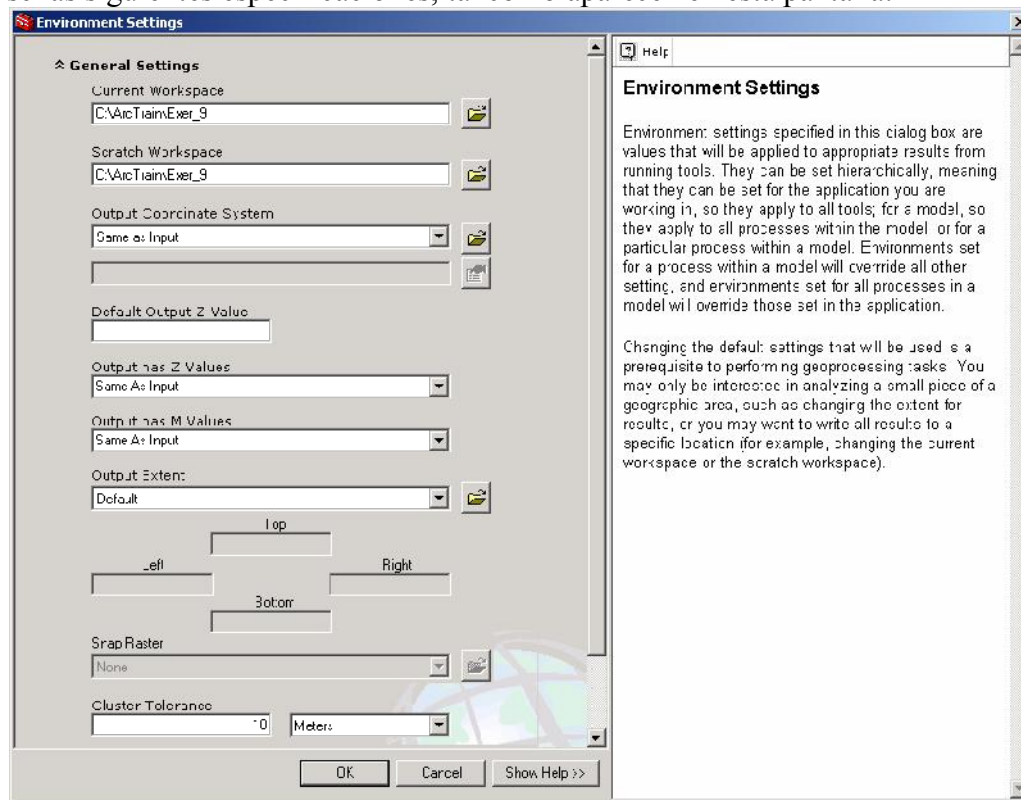 se las siguientes especificaciones, tal como aparecen en esta pantalla:
Environment Settings
General Settings
Current Workspace
C:\ArcTrain\Exer_9
Scratch Workspace
C:\ArcTrain\Exer_9
Output Coordinate System
Same as Input
Default Output Z Value
Output has Z Values
Same As Input
Output has M Values
Same As Input
Output Extent
Default
Top
Left
Right
Bottom
Snap Raster
None
Cluster Tolerance
10
Meters
OK
Cancel
Show Help >>
Help
Environment Settings
Environment settings specified in this dialog box are
values that will be applied to appropriate results from
running tools. They can be set hierarchically, meaning
that they can be set for the application you are
working in, so they apply to all tools; for a model, so
they apply to all processes within the model or for a
particular process within a model. Environments set
for a process within a model will override all other
setting, and environments set for all processes in a
model will override those set in the application.
Changing the default settings that will be used is a
prerequisite to performing geoprocessing tasks. You
may only be interested in analyzing a small piece of a
geographic area, such as changing the extent for
results, or you may want to write all results to a
specific location (for example, changing the current
workspace or the scratch workspace).